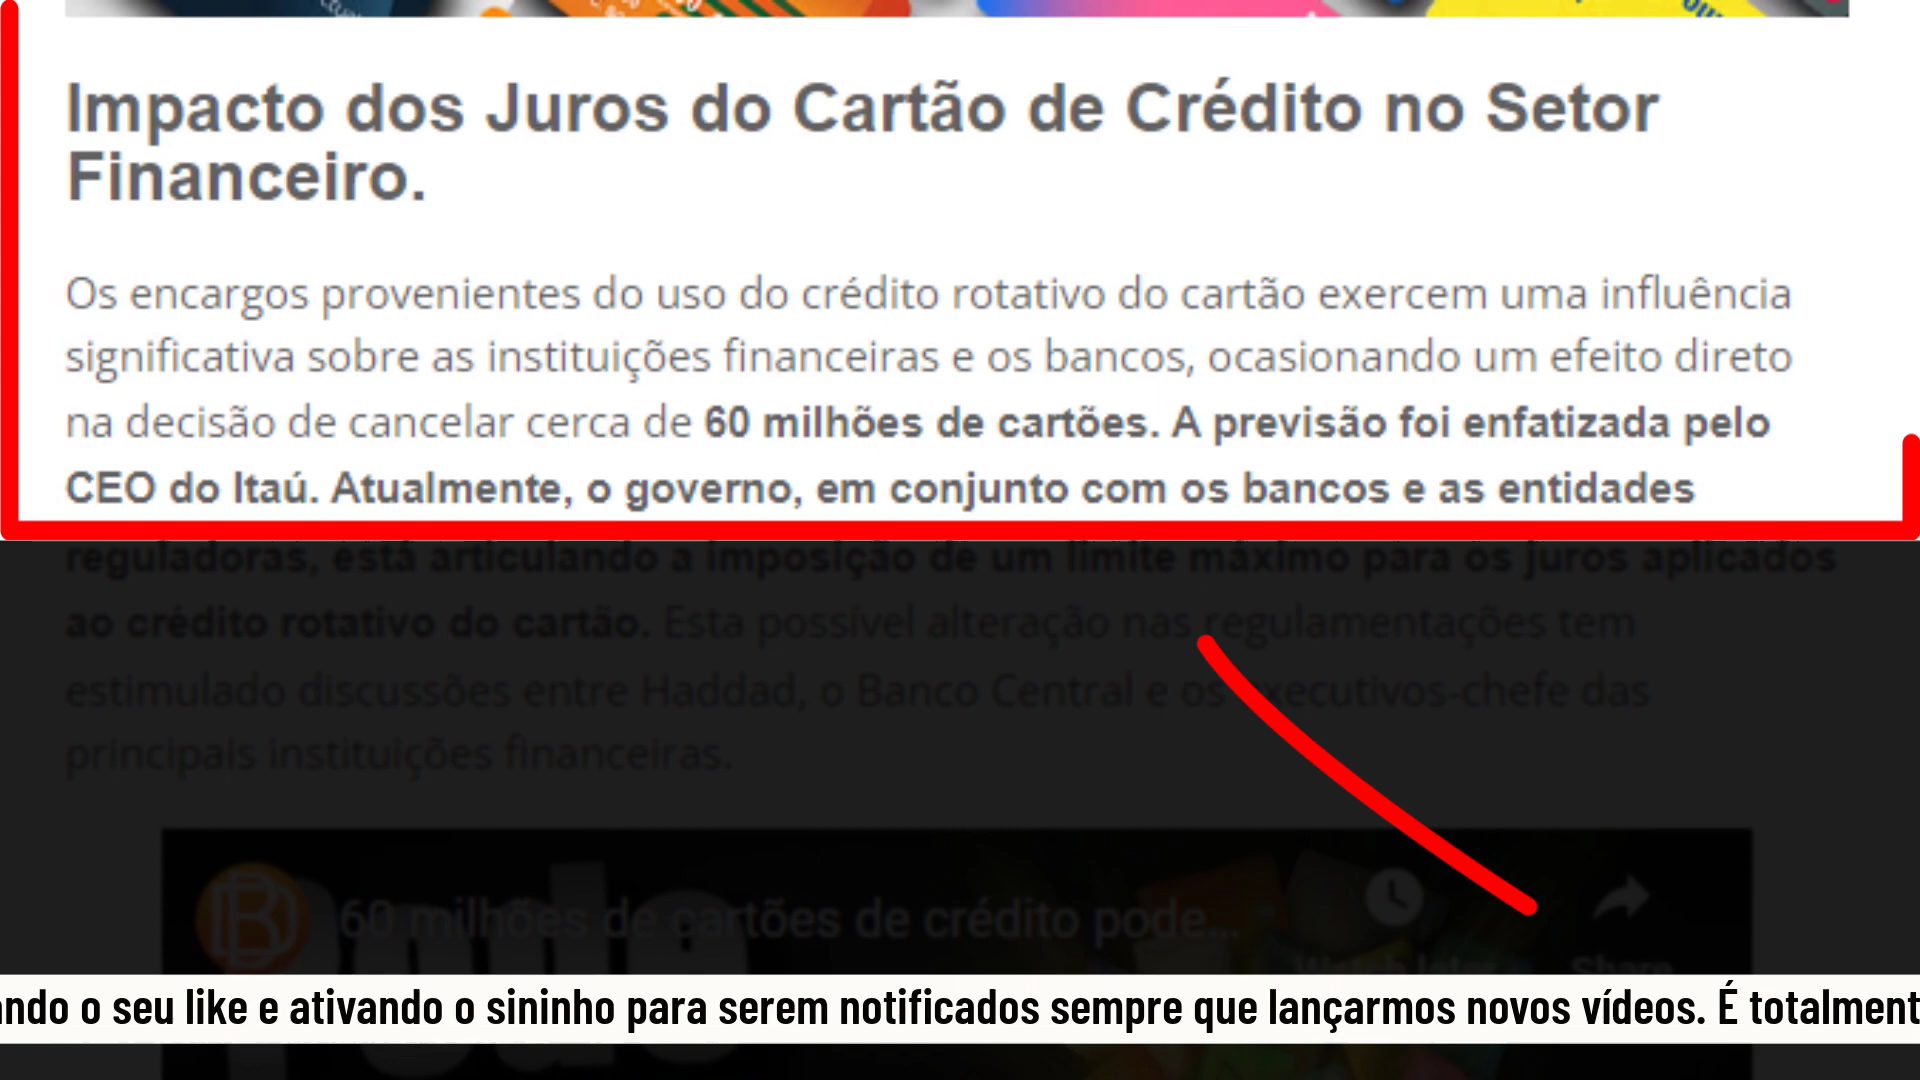 Impacto dos Juros do Cartão de Crédito no Setor
Financeiro.
Os encargos provenientes do uso do crédito rotativo do cartão exercem uma influência
significativa sobre as instituições financeiras e os bancos, ocasionando um efeito direto
na decisão de cancelar cerca de 60 milhões de cartões. A previsão foi enfatizada pelo
CEO do Itaú. Atualmente, o governo, em conjunto com os bancos e as entidades
reguladoras, está articulando a imposição de um limite máximo para os juros aplicados
ao crédito rotativo do cartão. Esta possível alteração nas regulamentações tem
estimulado discussões entre Haddad, o Banco Central e os executivos-chefe das
principais instituições financeiras.
60 milhões de cartões de crédito pode...
Watch later Share
ando o seu like e ativando o sininho para serem notificados sempre que lançarmos novos vídeos. É totalment